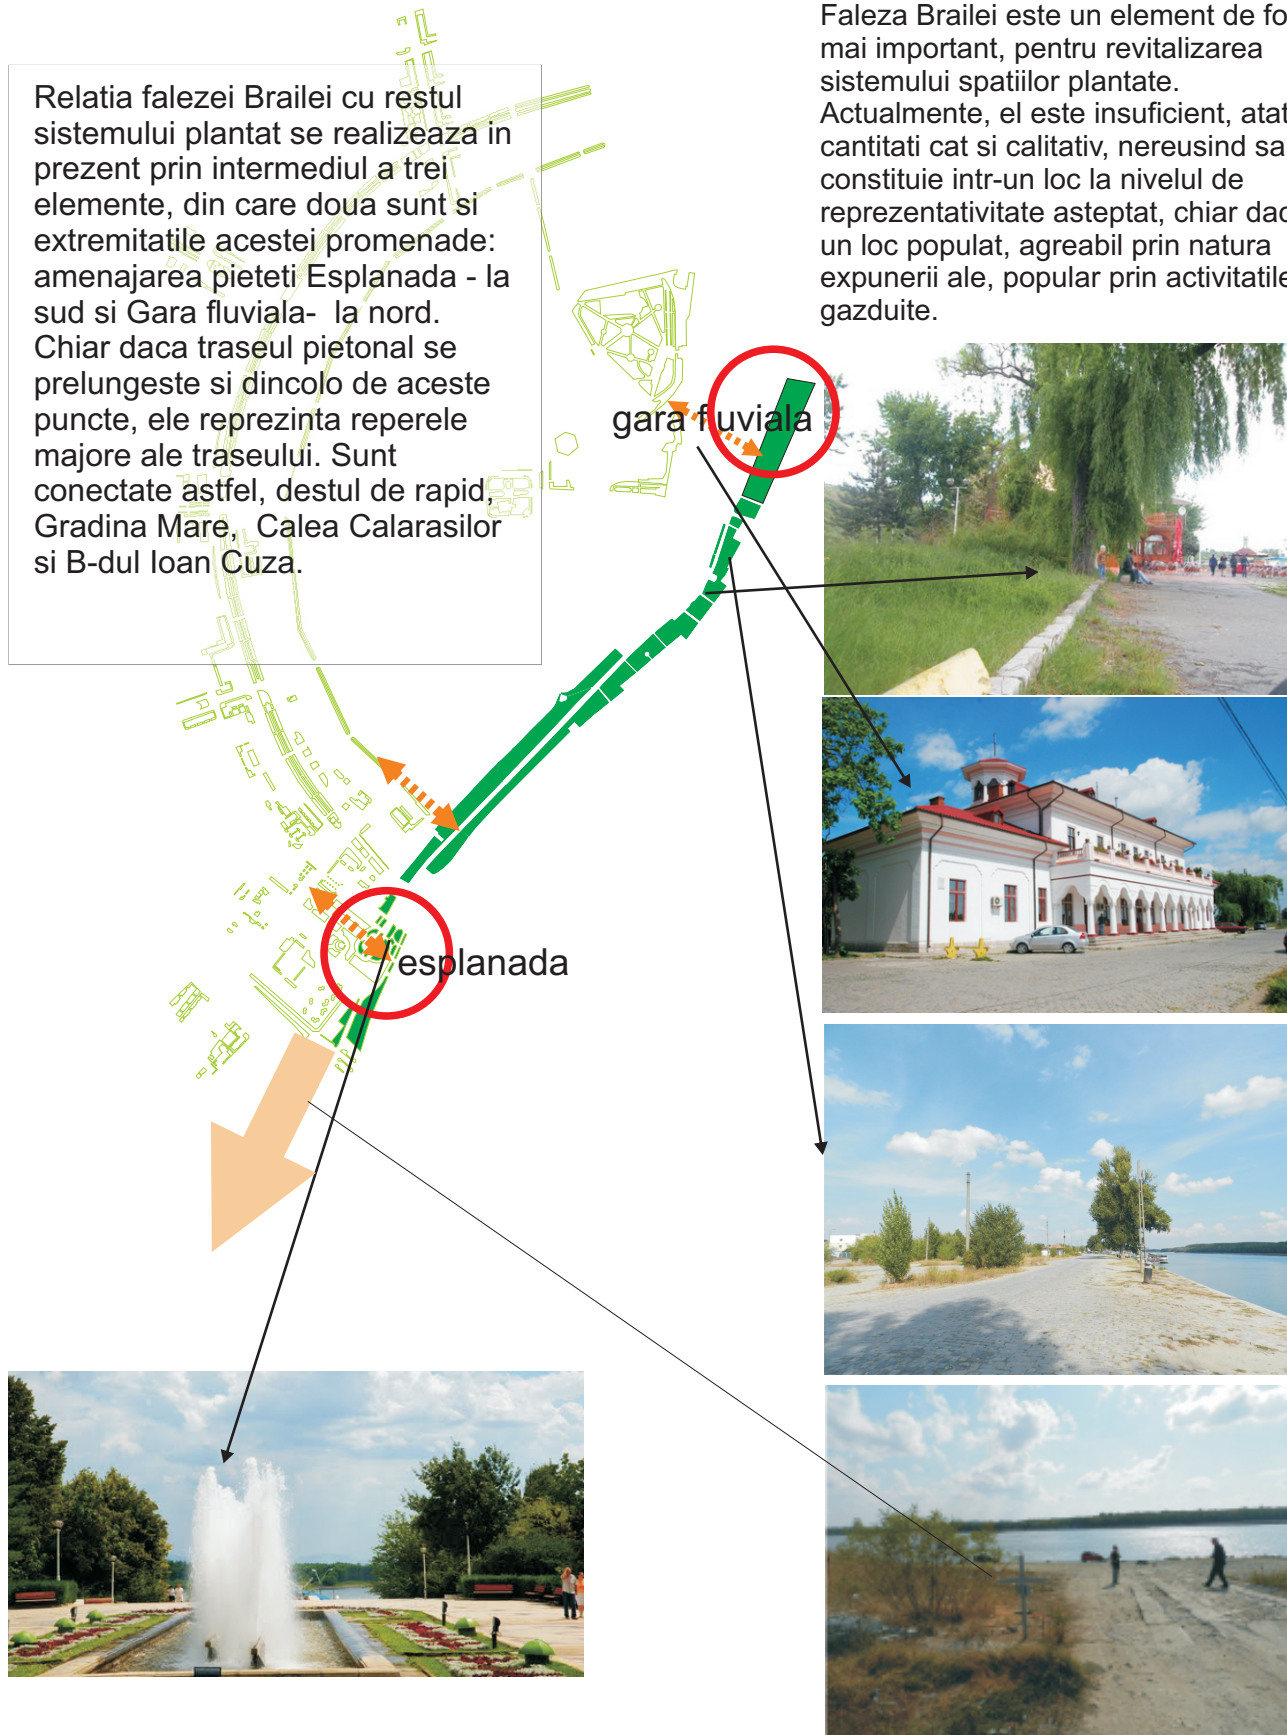 Relatia falezei Brailei cu restul
sistemului plantat se realizeaza in
prezent prin intermediul a trei
elemente, din care doua sunt si
extremitatile acestei promenade:
amenajarea pieteti Esplanada - la
sud si Gara fluviala- la nord.
Chiar daca traseul pietonal se
prelungeste si dincolo de aceste
puncte, ele reprezinta reperele
majore ale traseului. Sunt
conectate astfel, destul de rapid,
Gradina Mare, Calea Calarasilor
si B-dul Ioan Cuza.
Faleza Brailei este un element de fo
mai important, pentru revitalizarea
sistemului spatiilor plantate.
Actualmente, el este insuficient, atat
cantitati cat si calitativ, nereusind sa
constituie intr-un loc la nivelul de
reprezentativitate asteptat, chiar dac
un loc populat, agreabil prin natura
expunerii ale, popular prin activitatile
gazduite.
gara fluviala
esplanada